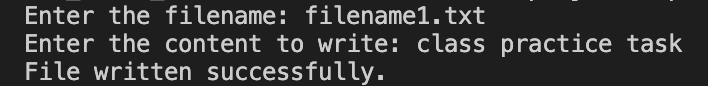 Enter the filename: filename1.txt
Enter the content to write: class practice task
File written successfully.